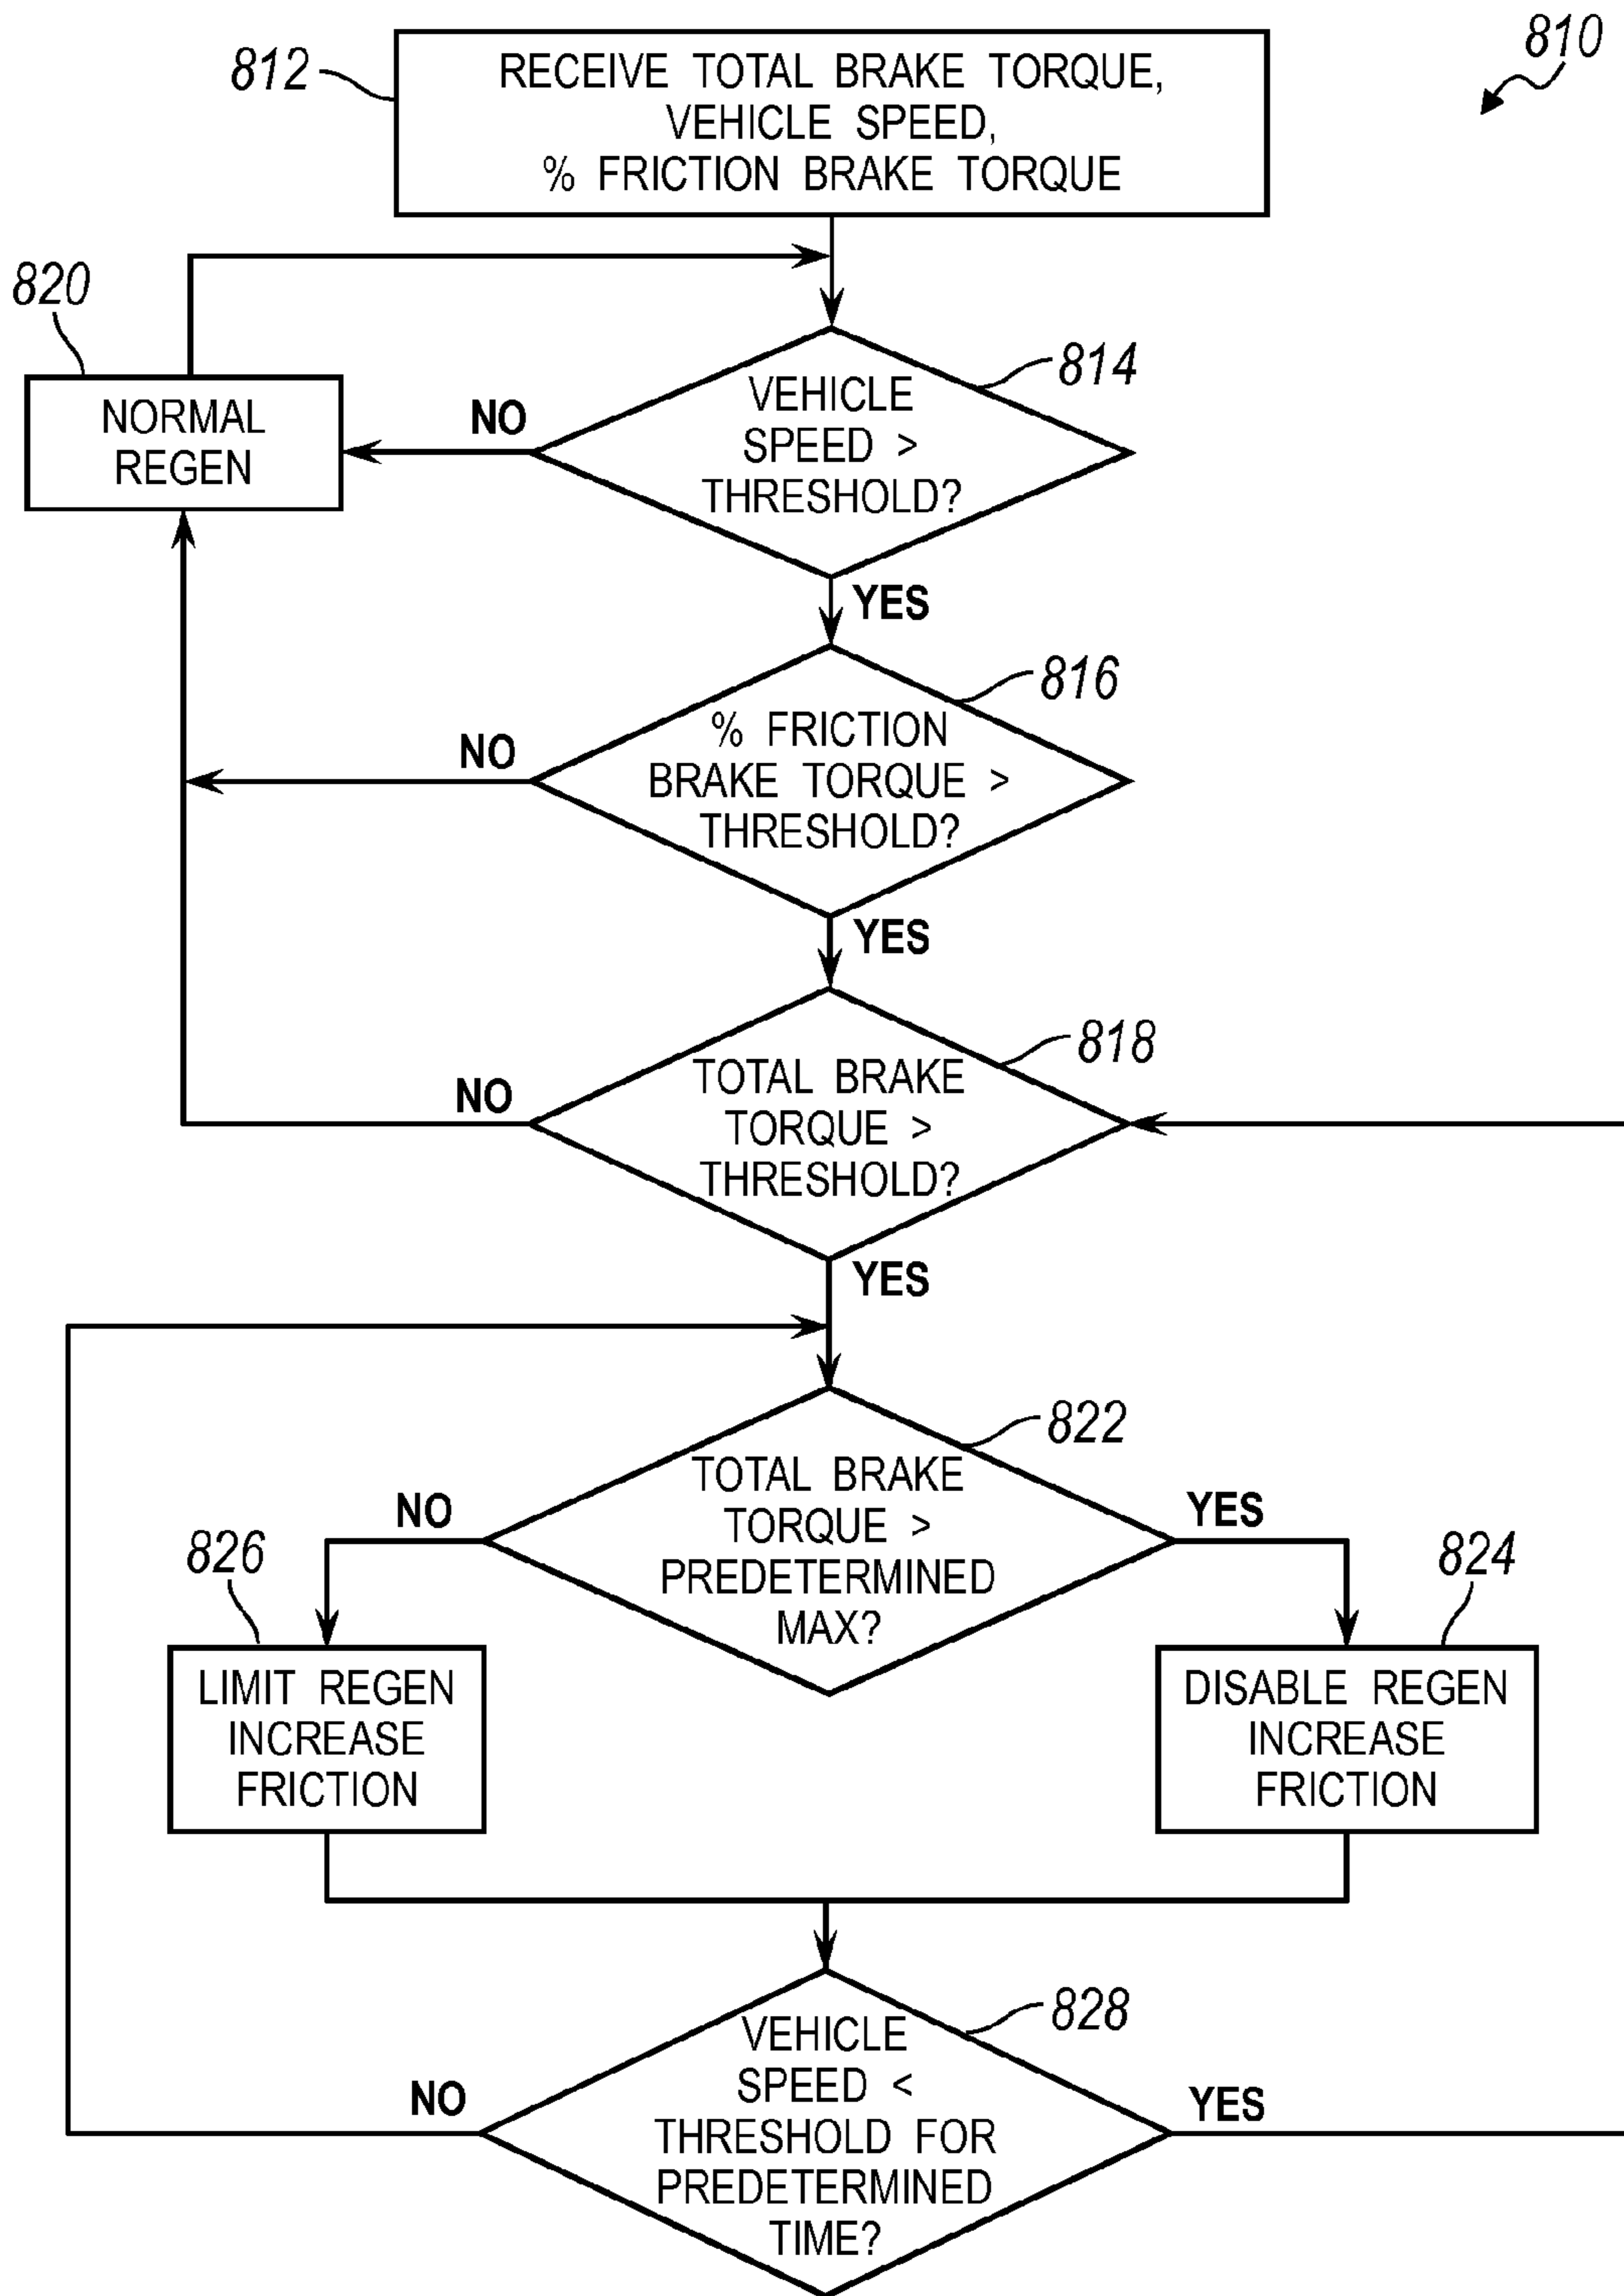 810
812
RECEIVE TOTAL BRAKE TORQUE,
VEHICLE SPEED,
% FRICTION BRAKE TORQUE
820
NORMAL
REGEN
NO
814
VEHICLE
SPEED >
THRESHOLD?
YES
816
NO
% FRICTION
BRAKE TORQUE >
THRESHOLD?
YES
818
NO
TOTAL BRAKE
TORQUE >
THRESHOLD?
YES
822
NO
TOTAL BRAKE
TORQUE >
PREDETERMINED
MAX?
YES
826
LIMIT REGEN
INCREASE
FRICTION
824
DISABLE REGEN
INCREASE
FRICTION
828
NO
VEHICLE
SPEED <
THRESHOLD FOR
PREDETERMINED
TIME?
YES